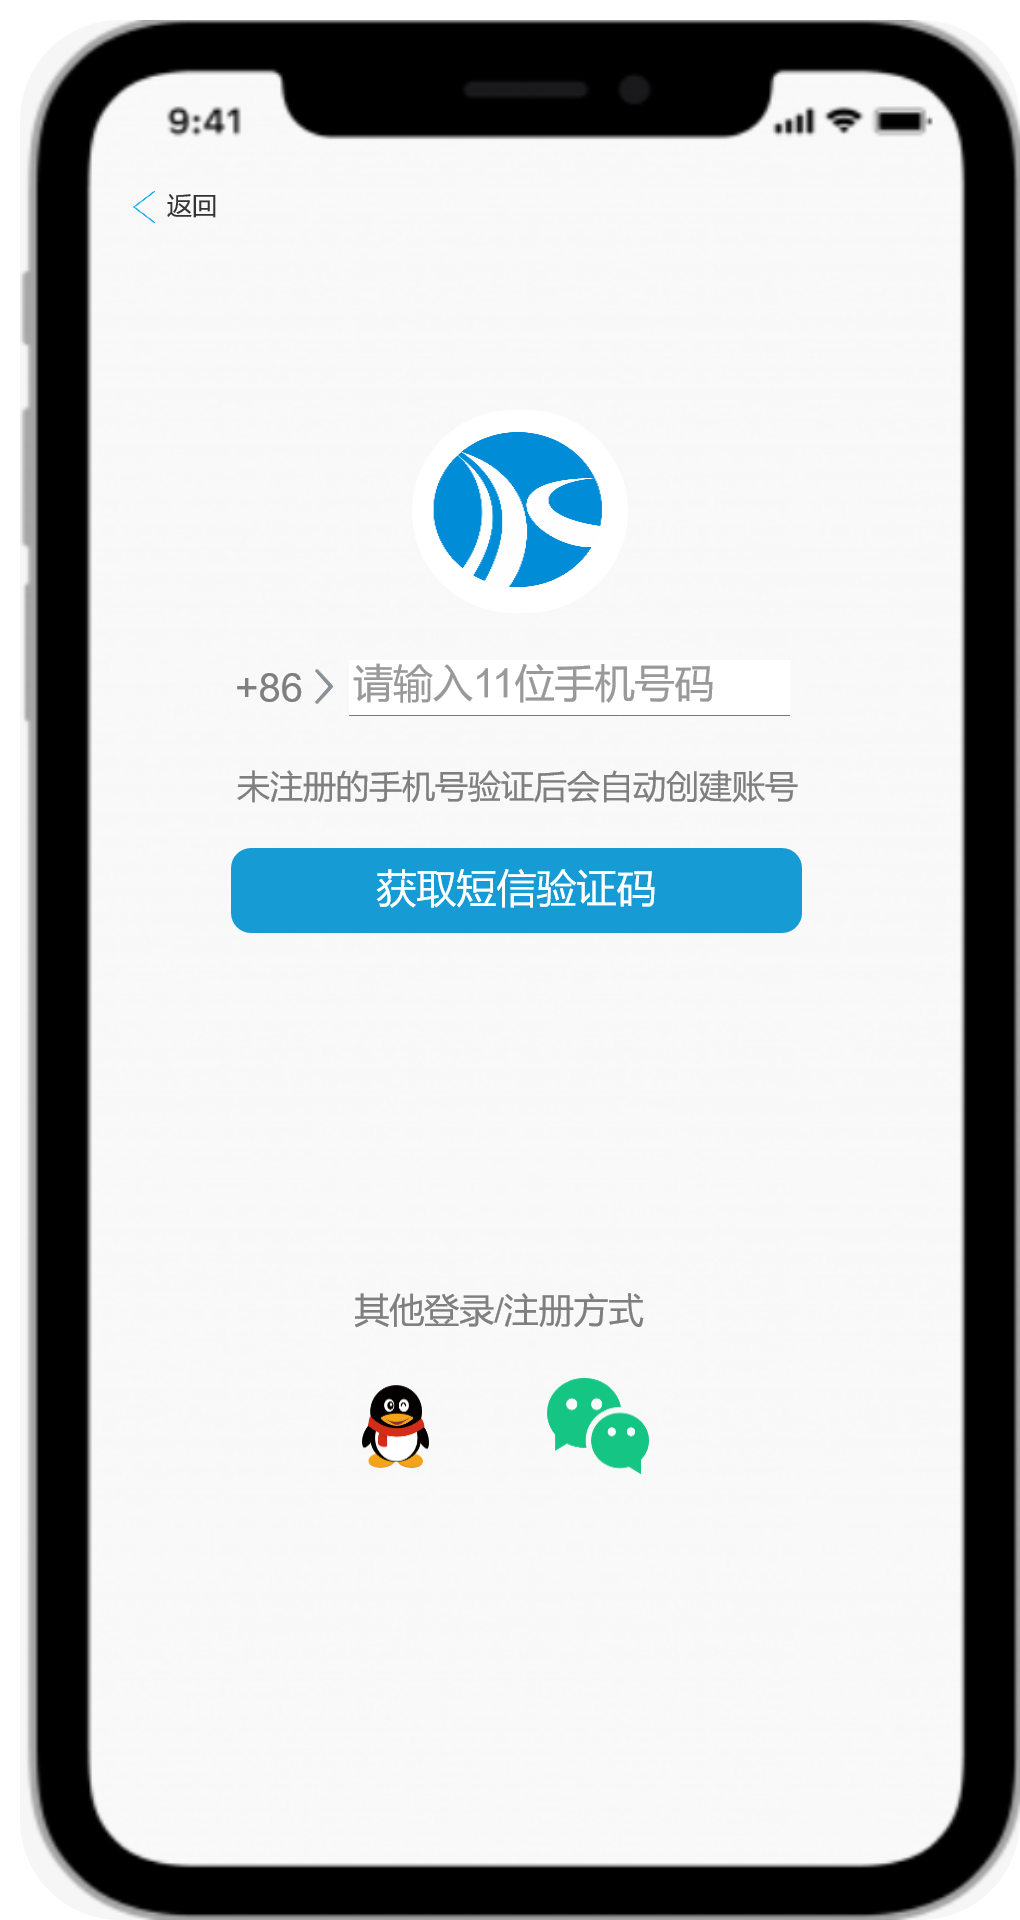 9:41
返回
+86 请输入11位手机号码
未注册的手机号验证后会自动创建账号
获取短信验证码
其他登录/注册方式